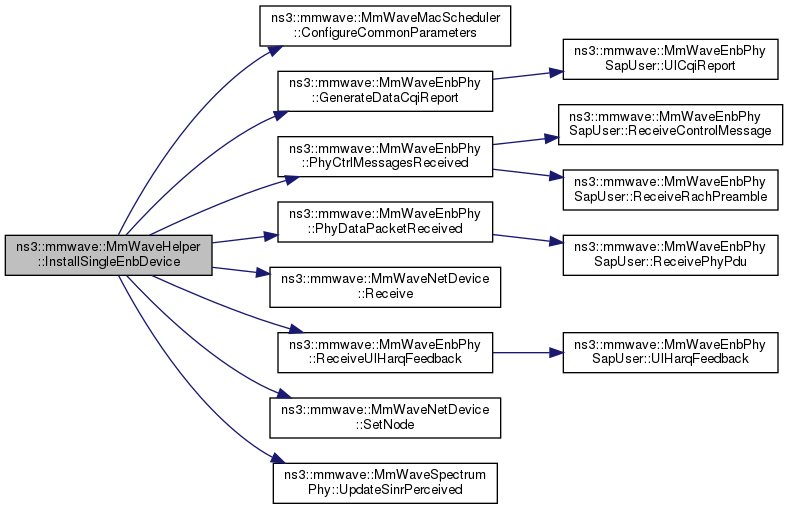 ns3::mmwave::MmWaveHelper
::InstallSingleEnbDevice
ns3::mmwave::MmWaveMacScheduler
::ConfigureCommonParameters
ns3::mmwave::MmWaveEnbPhy
::GenerateDataCqiReport
ns3::mmwave::MmWaveEnbPhy
SapUser::UlCqiReport
ns3::mmwave::MmWaveEnbPhy
::PhyCtrlMessagesReceived
ns3::mmwave::MmWaveEnbPhy
SapUser::ReceiveControlMessage
ns3::mmwave::MmWaveEnbPhy
SapUser::ReceiveRachPreamble
ns3::mmwave::MmWaveEnbPhy
::PhyDataPacketReceived
ns3::mmwave::MmWaveEnbPhy
SapUser::ReceivePhyPdu
ns3::mmwave::MmWaveNetDevice
::Receive
ns3::mmwave::MmWaveEnbPhy
::ReceiveUlHarqFeedback
ns3::mmwave::MmWaveEnbPhy
SapUser::UlHarqFeedback
ns3::mmwave::MmWaveNetDevice
::SetNode
ns3::mmwave::MmWaveSpectrum
Phy::UpdateSinrPerceived